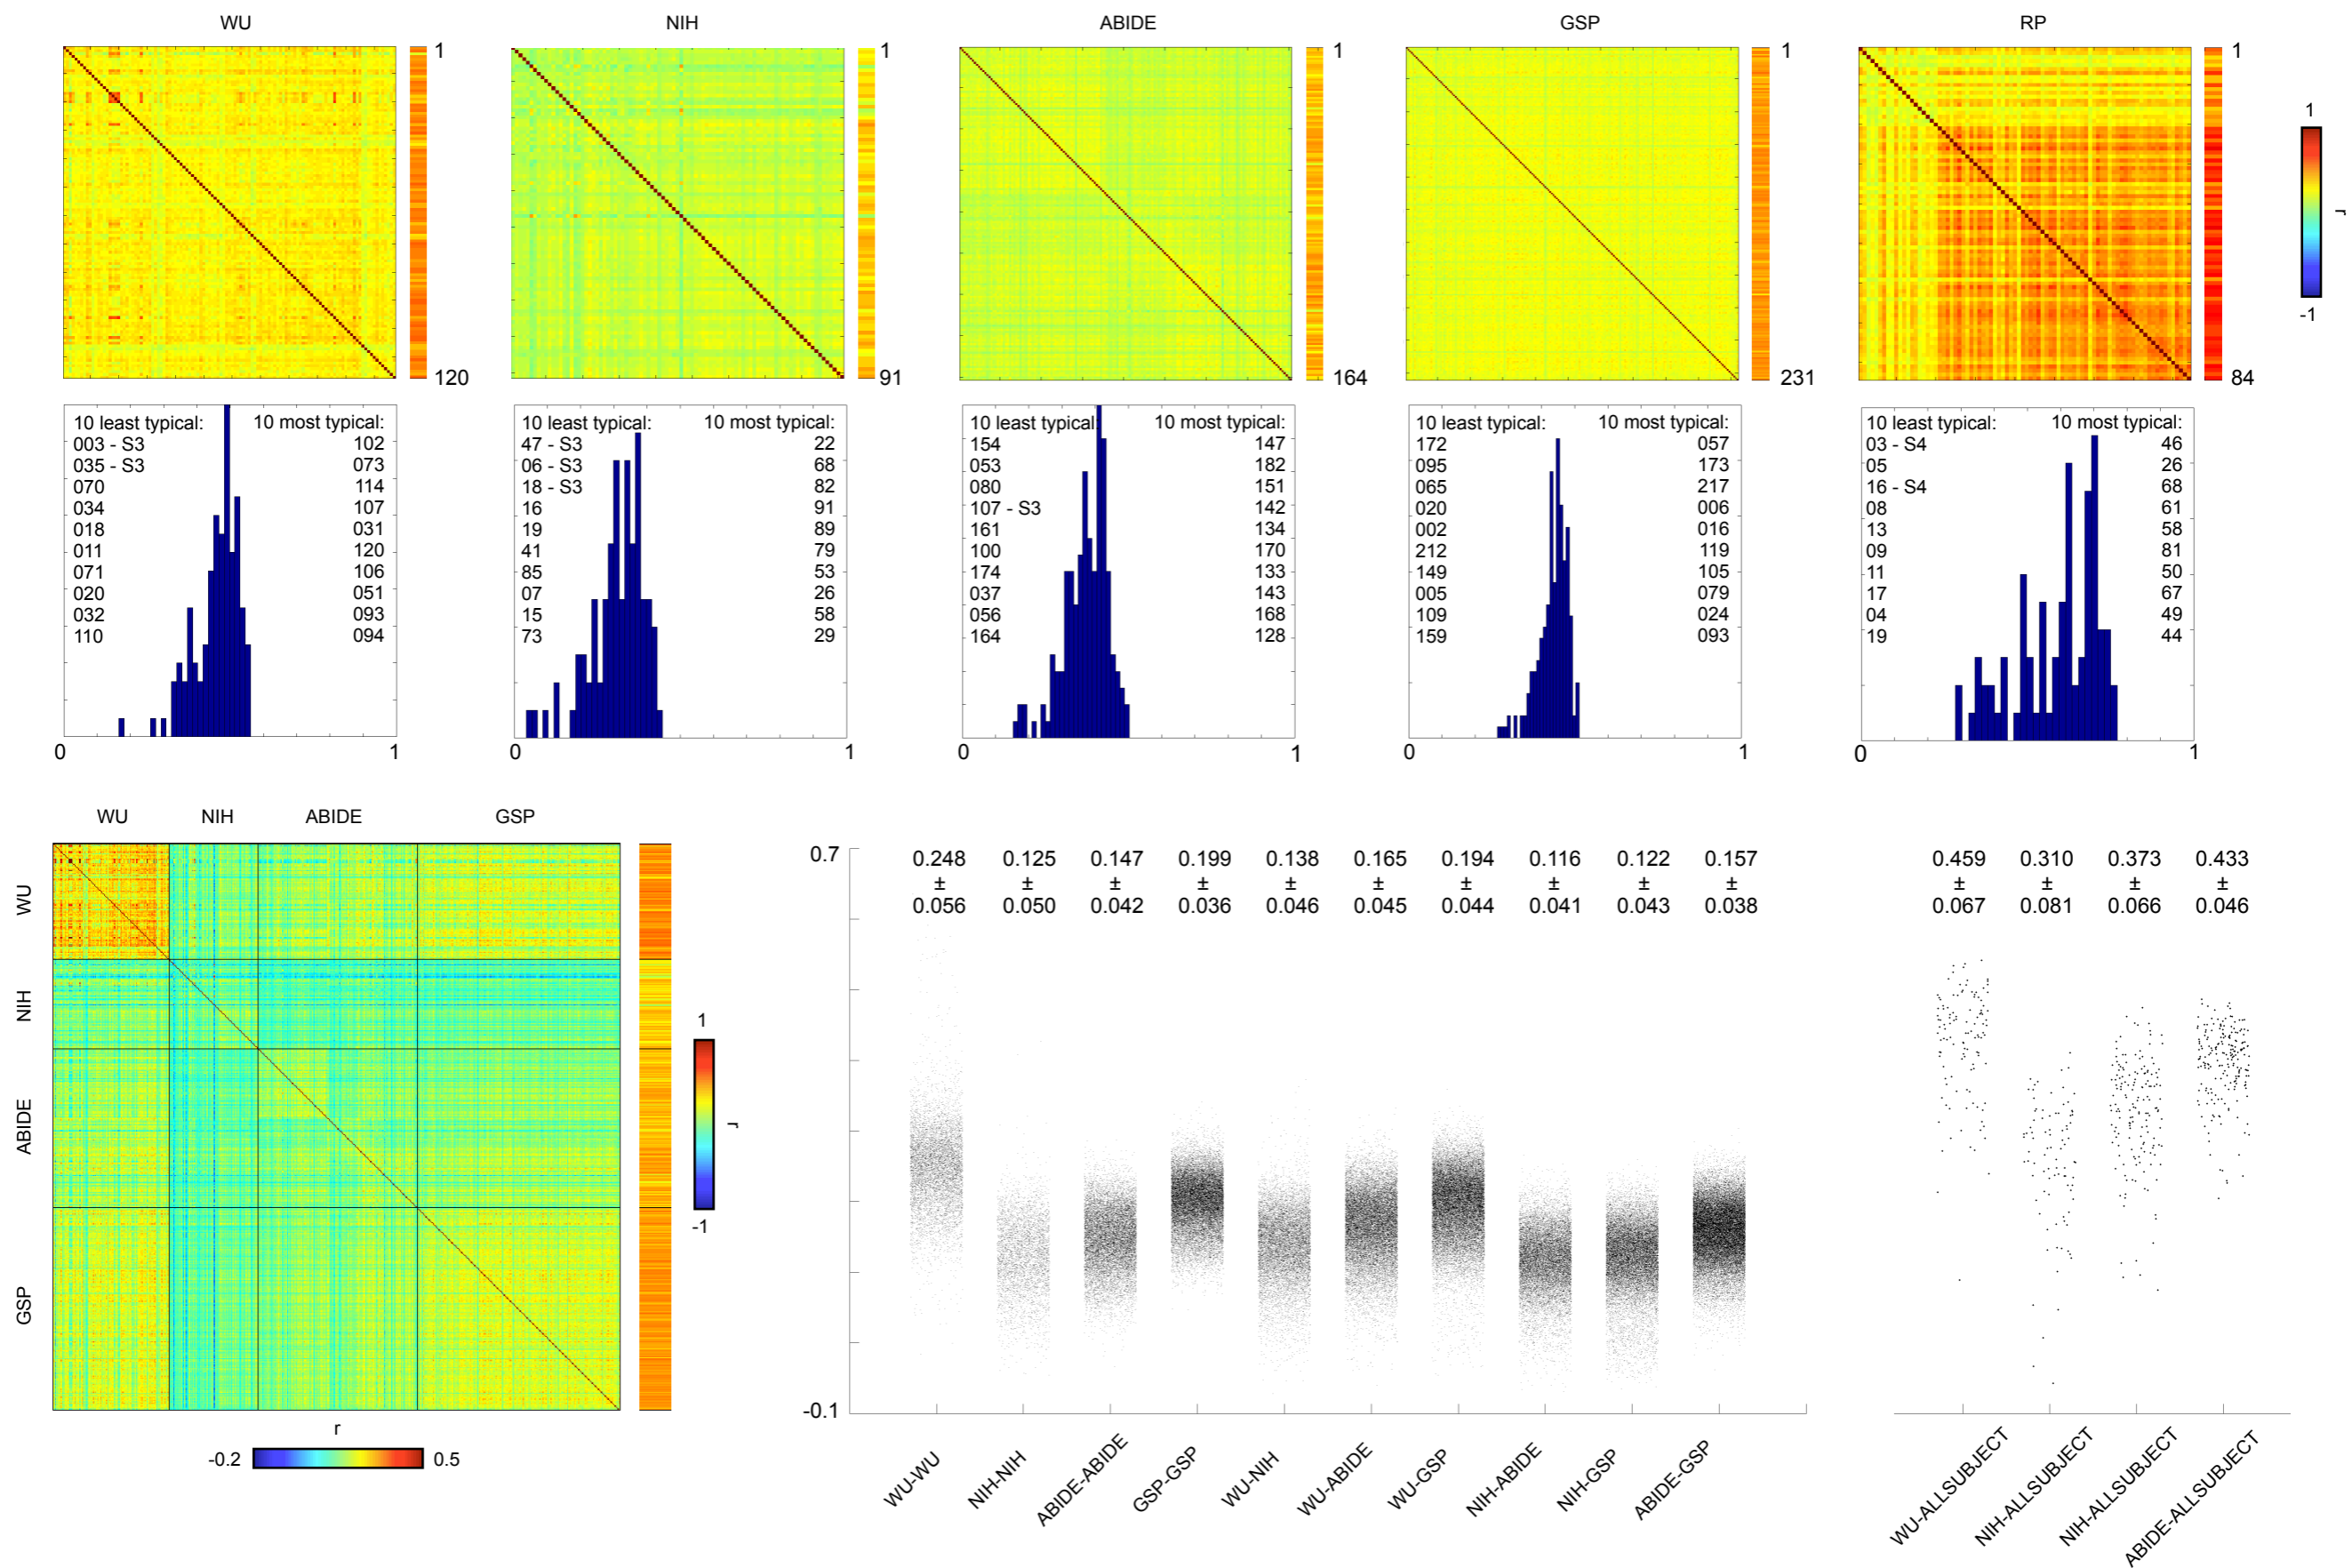 WU NIH ABIDE GSP RP
1 1 1 1 1
120 91 164 231 84
1
r
-1
10 least typical: 10 most typical:
003 - S3 102
035 - S3 073
070 114
034 107
018 031
011 120
071 106
020 051
032 093
110 094
0 1
10 least typical: 10 most typical:
47 - S3 22
06 - S3 68
18 - S3 82
16 91
19 89
41 79
85 53
07 26
15 58
73 29
0 1
10 least typical: 10 most typical:
154 147
053 182
080 151
107 - S3 142
161 134
100 170
174 133
037 143
056 168
164 128
0 1
10 least typical: 10 most typical:
172 057
095 173
065 217
020 006
002 016
212 119
149 105
005 079
109 024
159 093
0 1
10 least typical: 10 most typical:
03 - S4 46
05 26
16 - S4 68
08 61
13 58
09 81
11 50
17 67
04 49
19 44
0 1
WU NIH ABIDE GSP
WU
NIH
ABIDE
GSP
1
r
-1
r
-0.2 0.5
0.7
-0.1
0.248 0.125 0.147 0.199 0.138 0.165 0.194 0.116 0.122 0.157
± ± ± ± ± ± ± ± ± ±
0.056 0.050 0.042 0.036 0.046 0.045 0.044 0.041 0.043 0.038
WU-WU
NIH-NIH
ABIDE-ABIDE
GSP-GSP
WU-NIH
WU-ABIDE
WU-GSP
NIH-ABIDE
NIH-GSP
ABIDE-GSP
0.459 0.310 0.373 0.433
± ± ± ±
0.067 0.081 0.066 0.046
WU-ALLSUBJECT
NIH-ALLSUBJECT
NIH-ALLSUBJECT
ABIDE-ALLSUBJECT